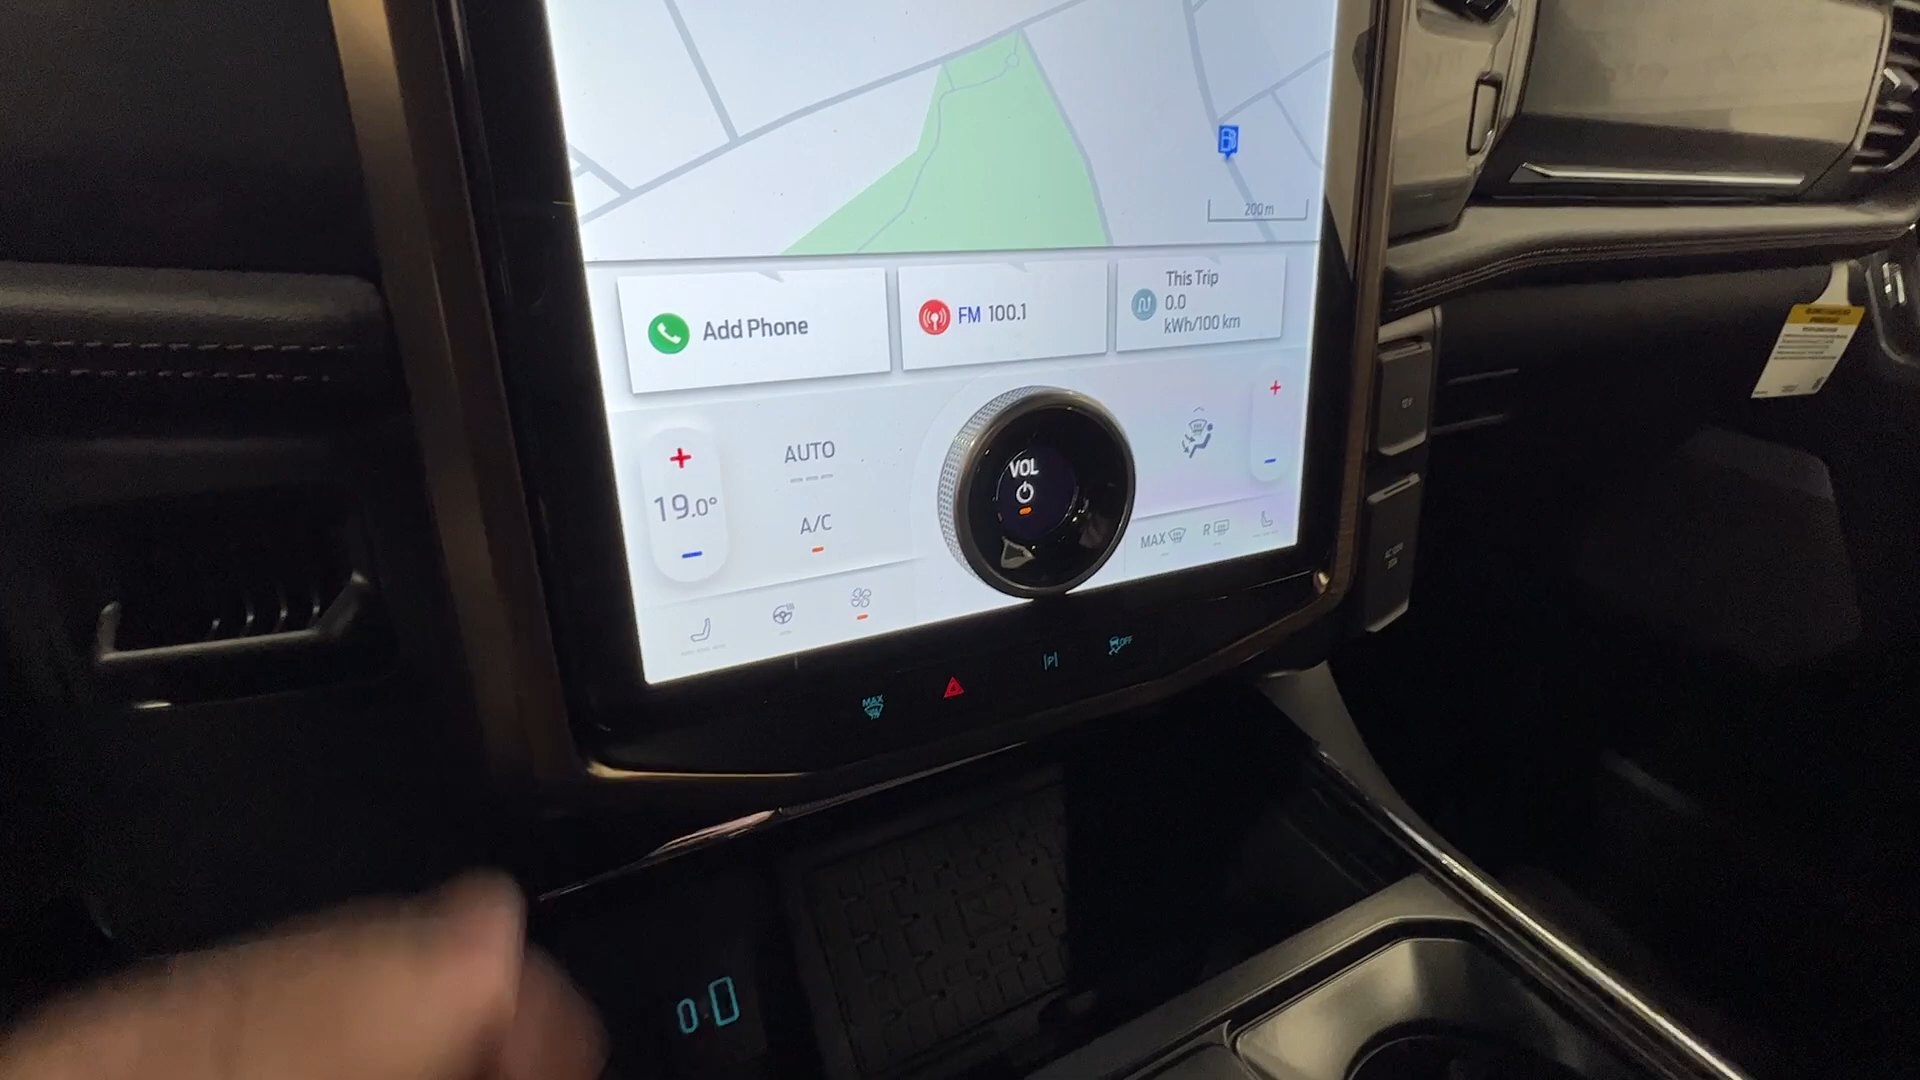 200 m
Add Phone
FM 100.1
This Trip
0.0
kWh/100 km
AUTO
19.0°
A/C
VOL
MAX
R
MAX
|P|
OFF
12V